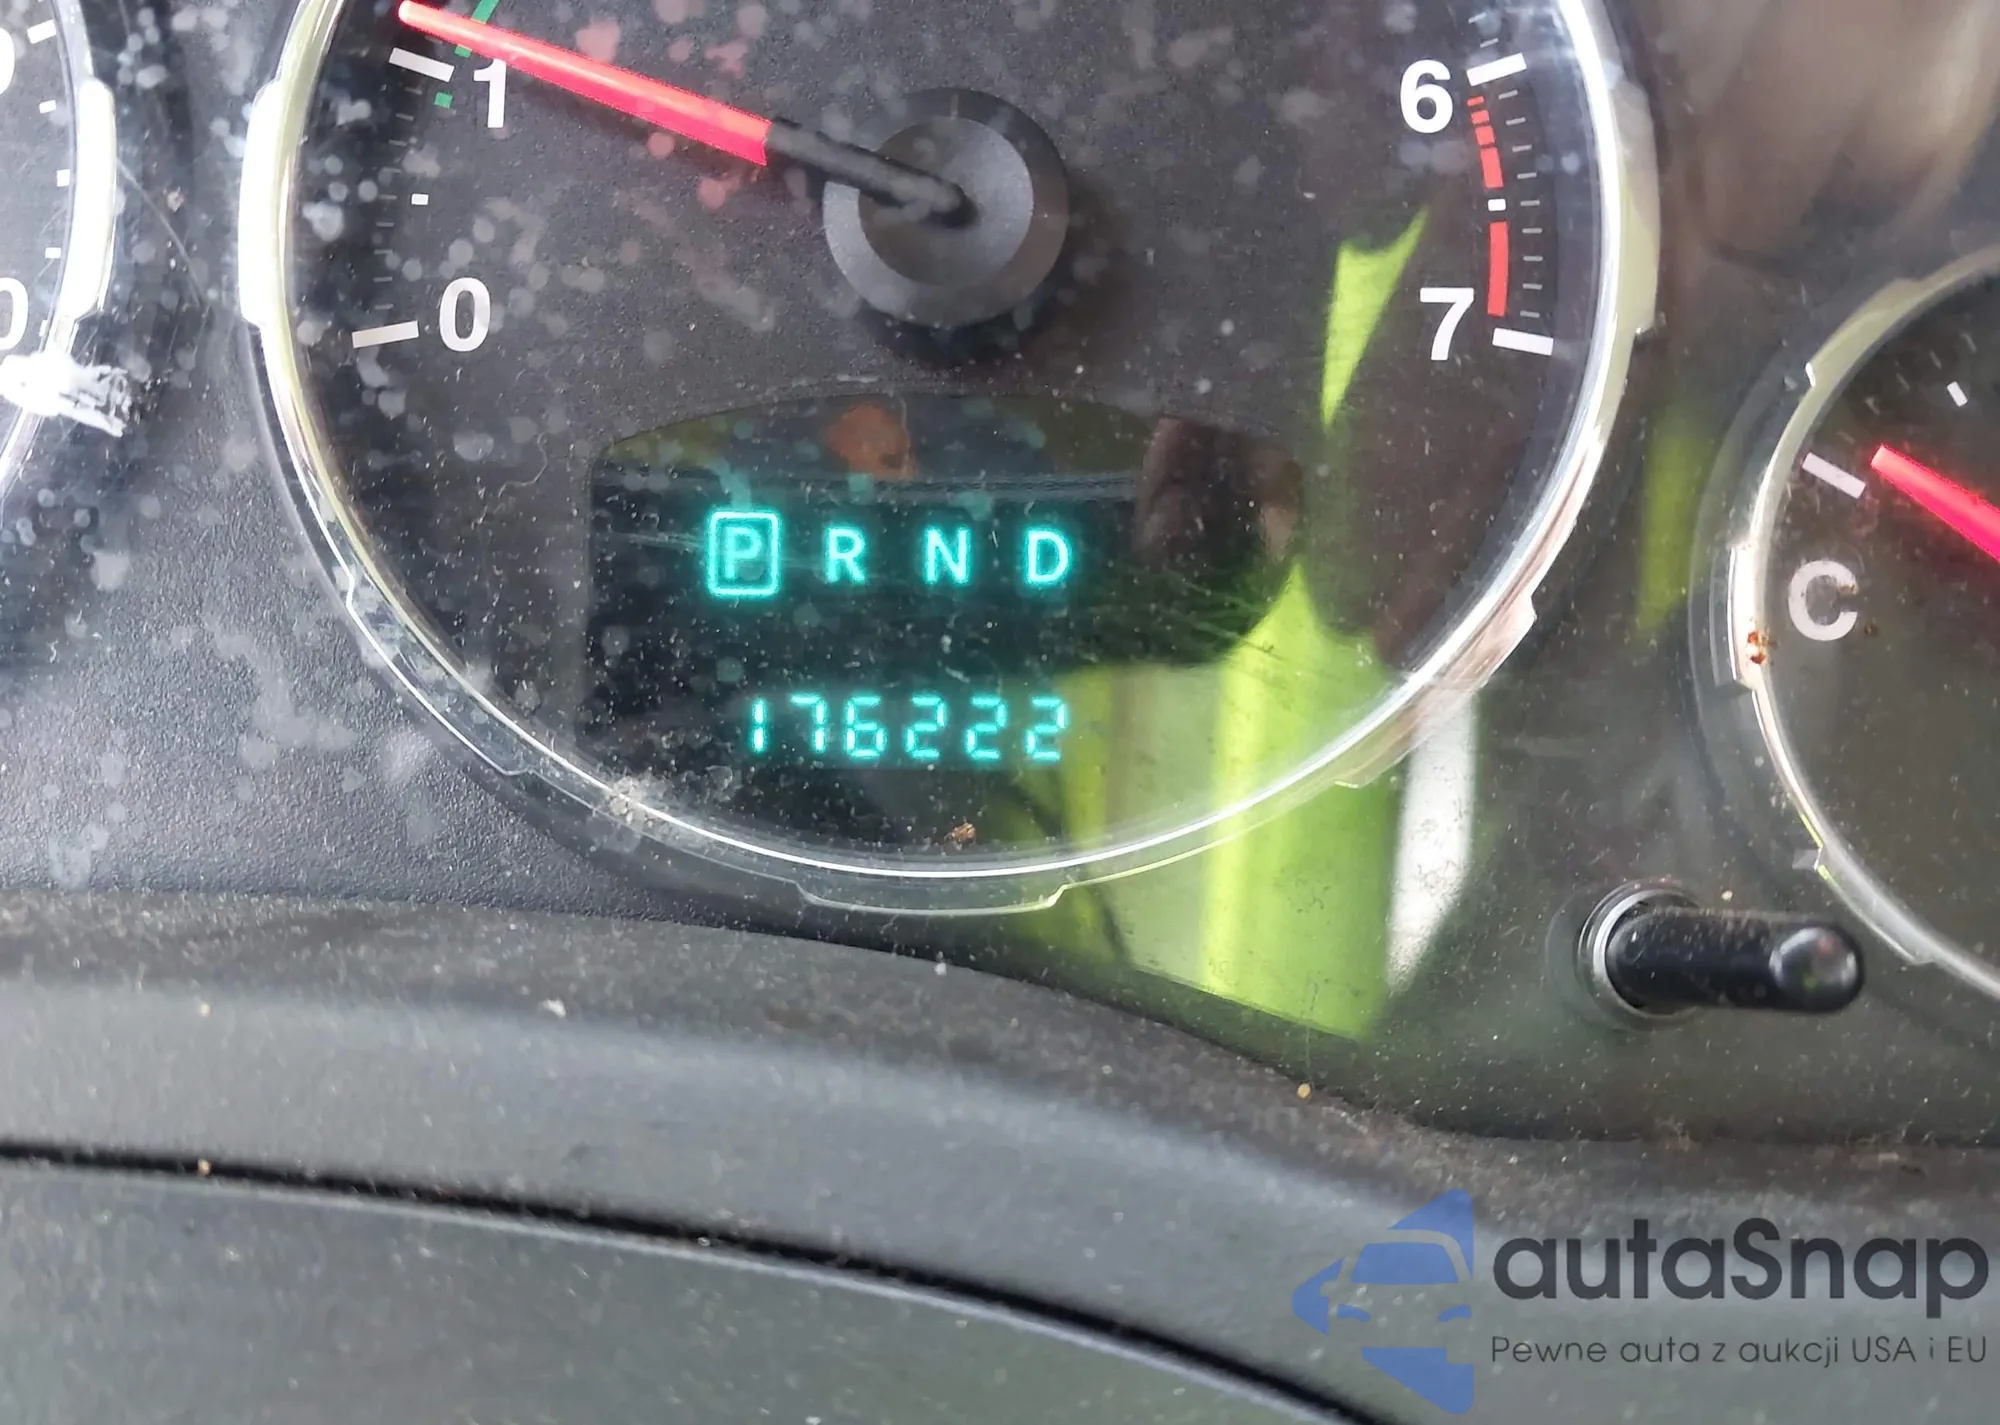 1
6
0
7
P R N D
C
176222
autaSnap
Pewne auta z aukcji USA i EU